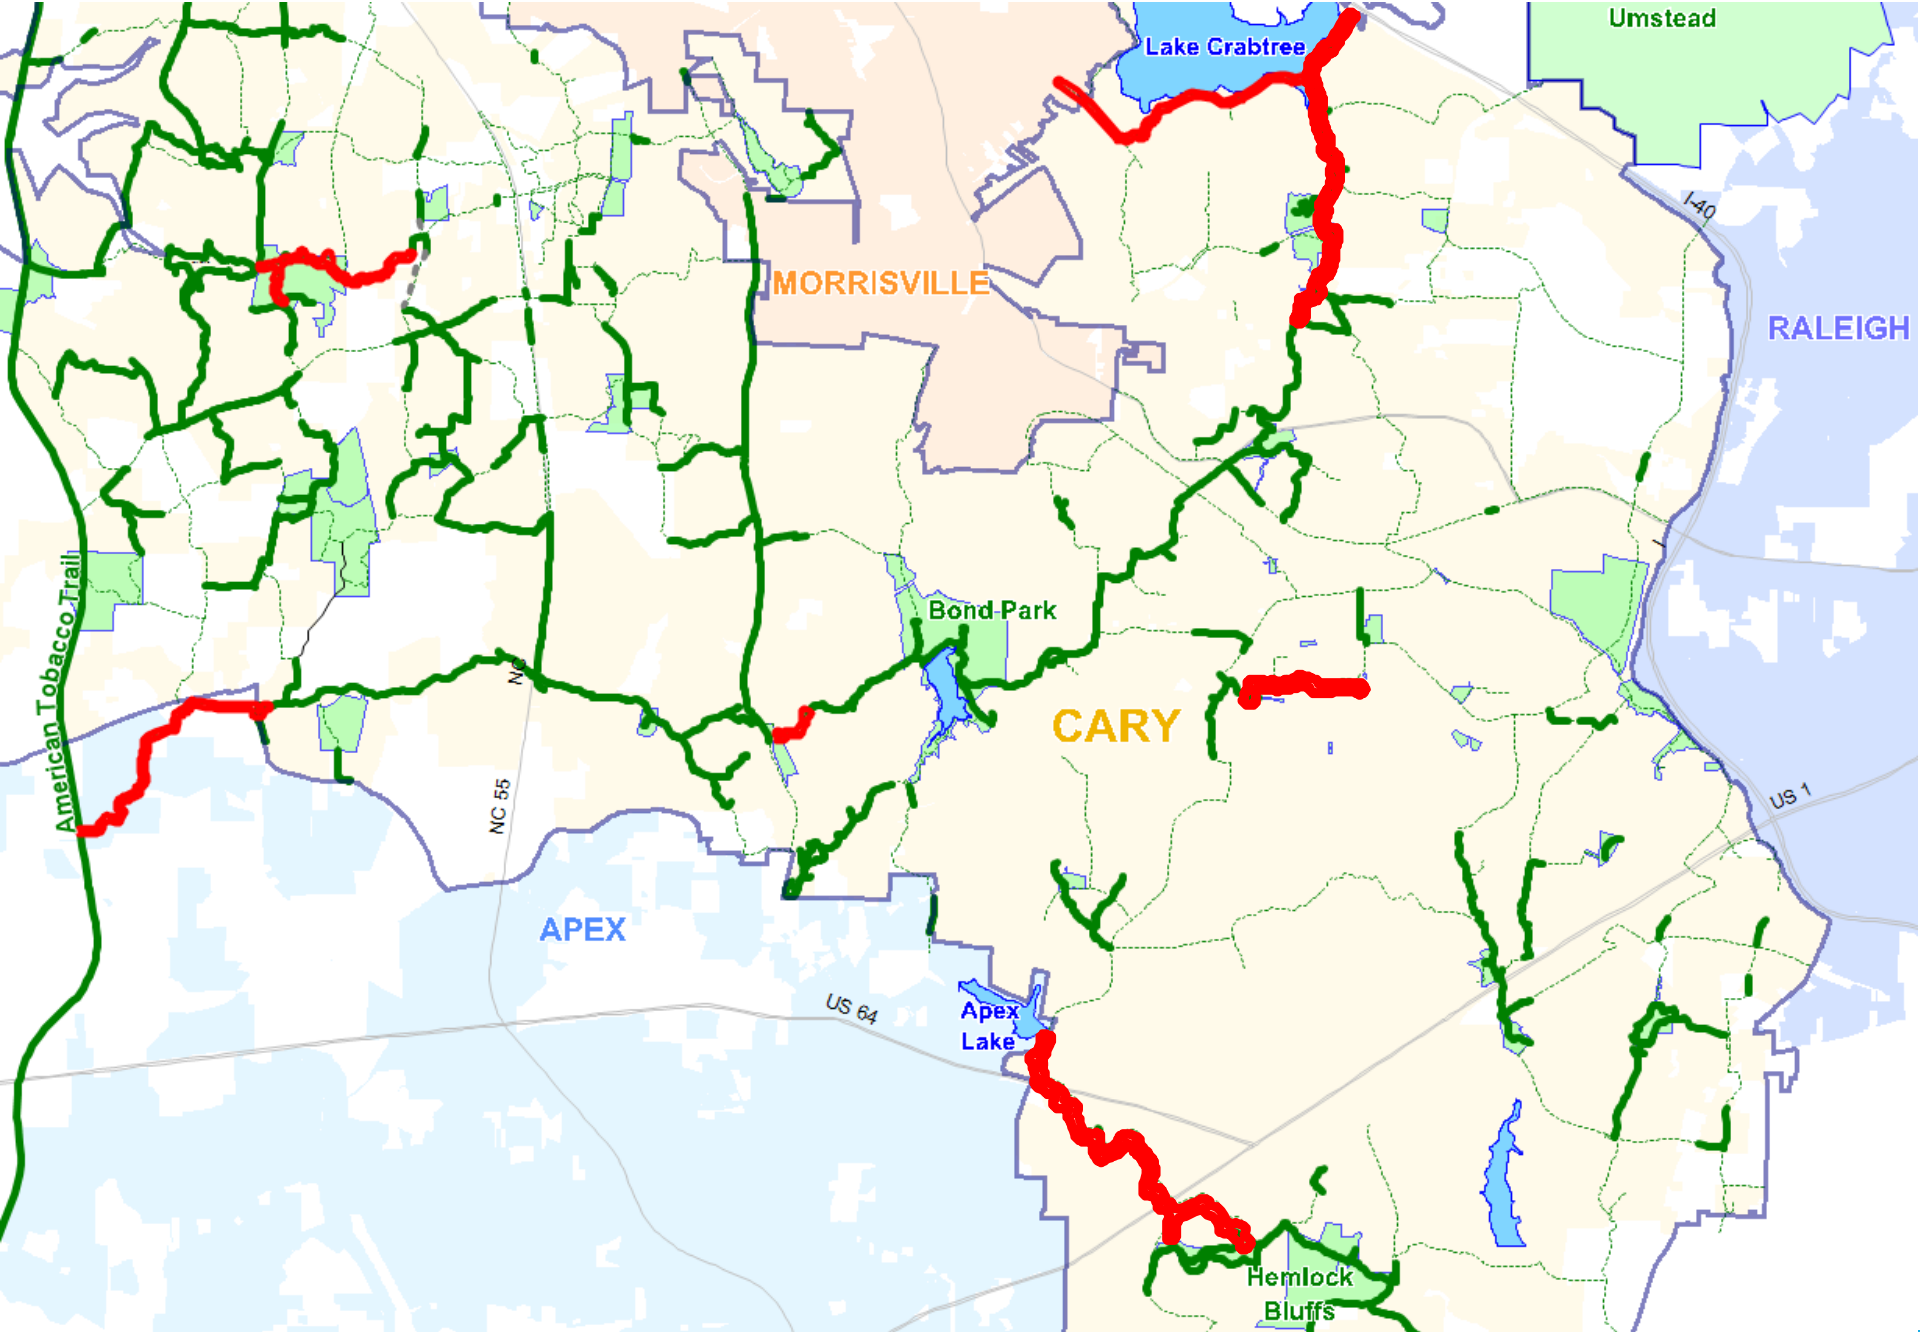 Umstead
Lake Crabtree
I-40
MORRISVILLE
RALEIGH
American Tobacco Trail
Bond Park
NC
CARY
NC 55
US 1
APEX
US 64
Apex
Lake
Hemlock
Bluffs